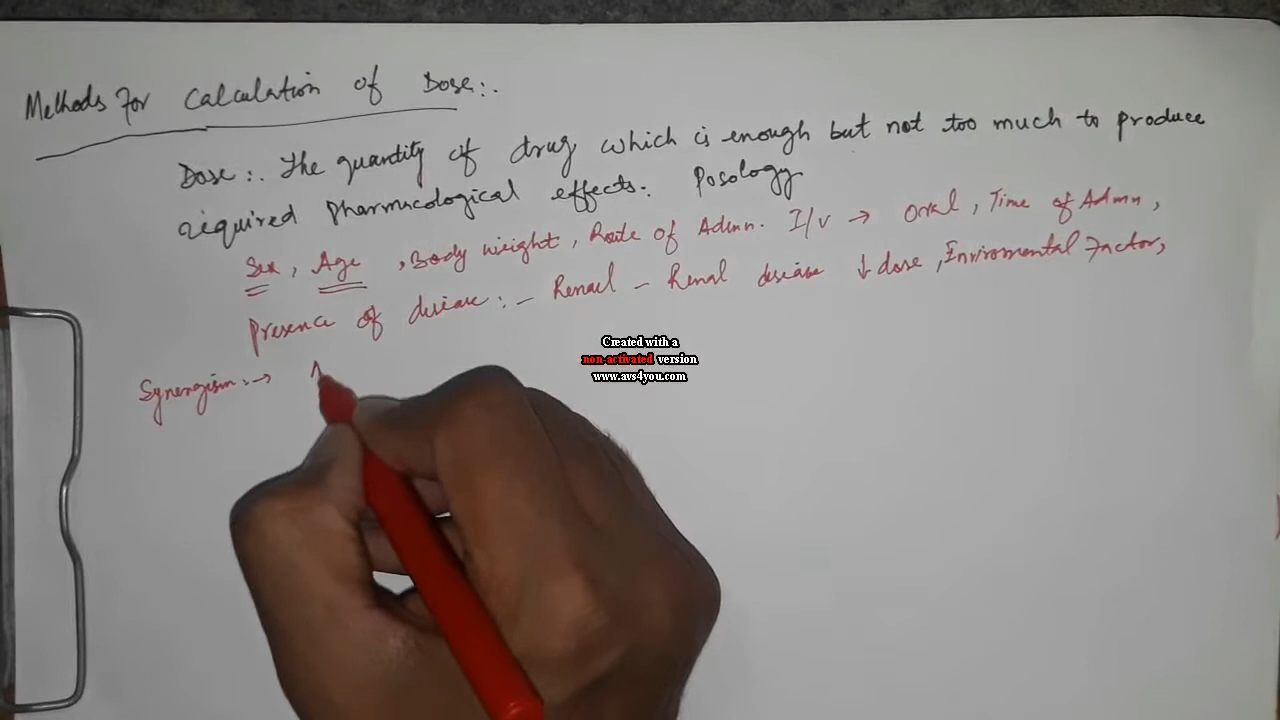 Methods For Calculation of Dose:.
Dose:. The quantity of drug which is enough but not too much to produce
required Pharmacological effects. Posology
Sex, Age, Body weight, Route of Admn. I/v → Oral, Time of Admn,
Presence of disease:- Renal - Renal disease ↓ dose, Enviromental Factor,
Created with a
non-activated version
www.avs4you.com
Synergism:→